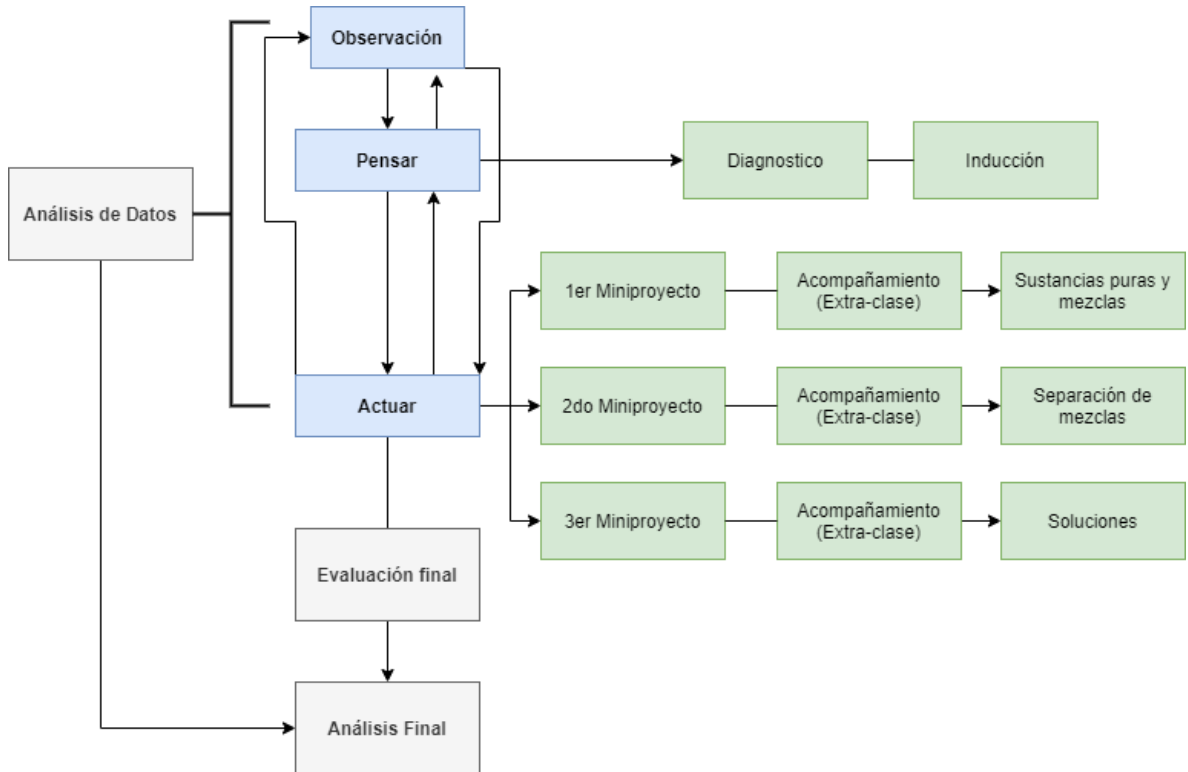 Observación
Pensar
Diagnostico
Inducción
Análisis de Datos
1er Miniproyecto
Acompañamiento
(Extra-clase)
Sustancias puras y
mezclas
Actuar
2do Miniproyecto
Acompañamiento
(Extra-clase)
Separación de
mezclas
3er Miniproyecto
Acompañamiento
(Extra-clase)
Soluciones
Evaluación final
Análisis Final